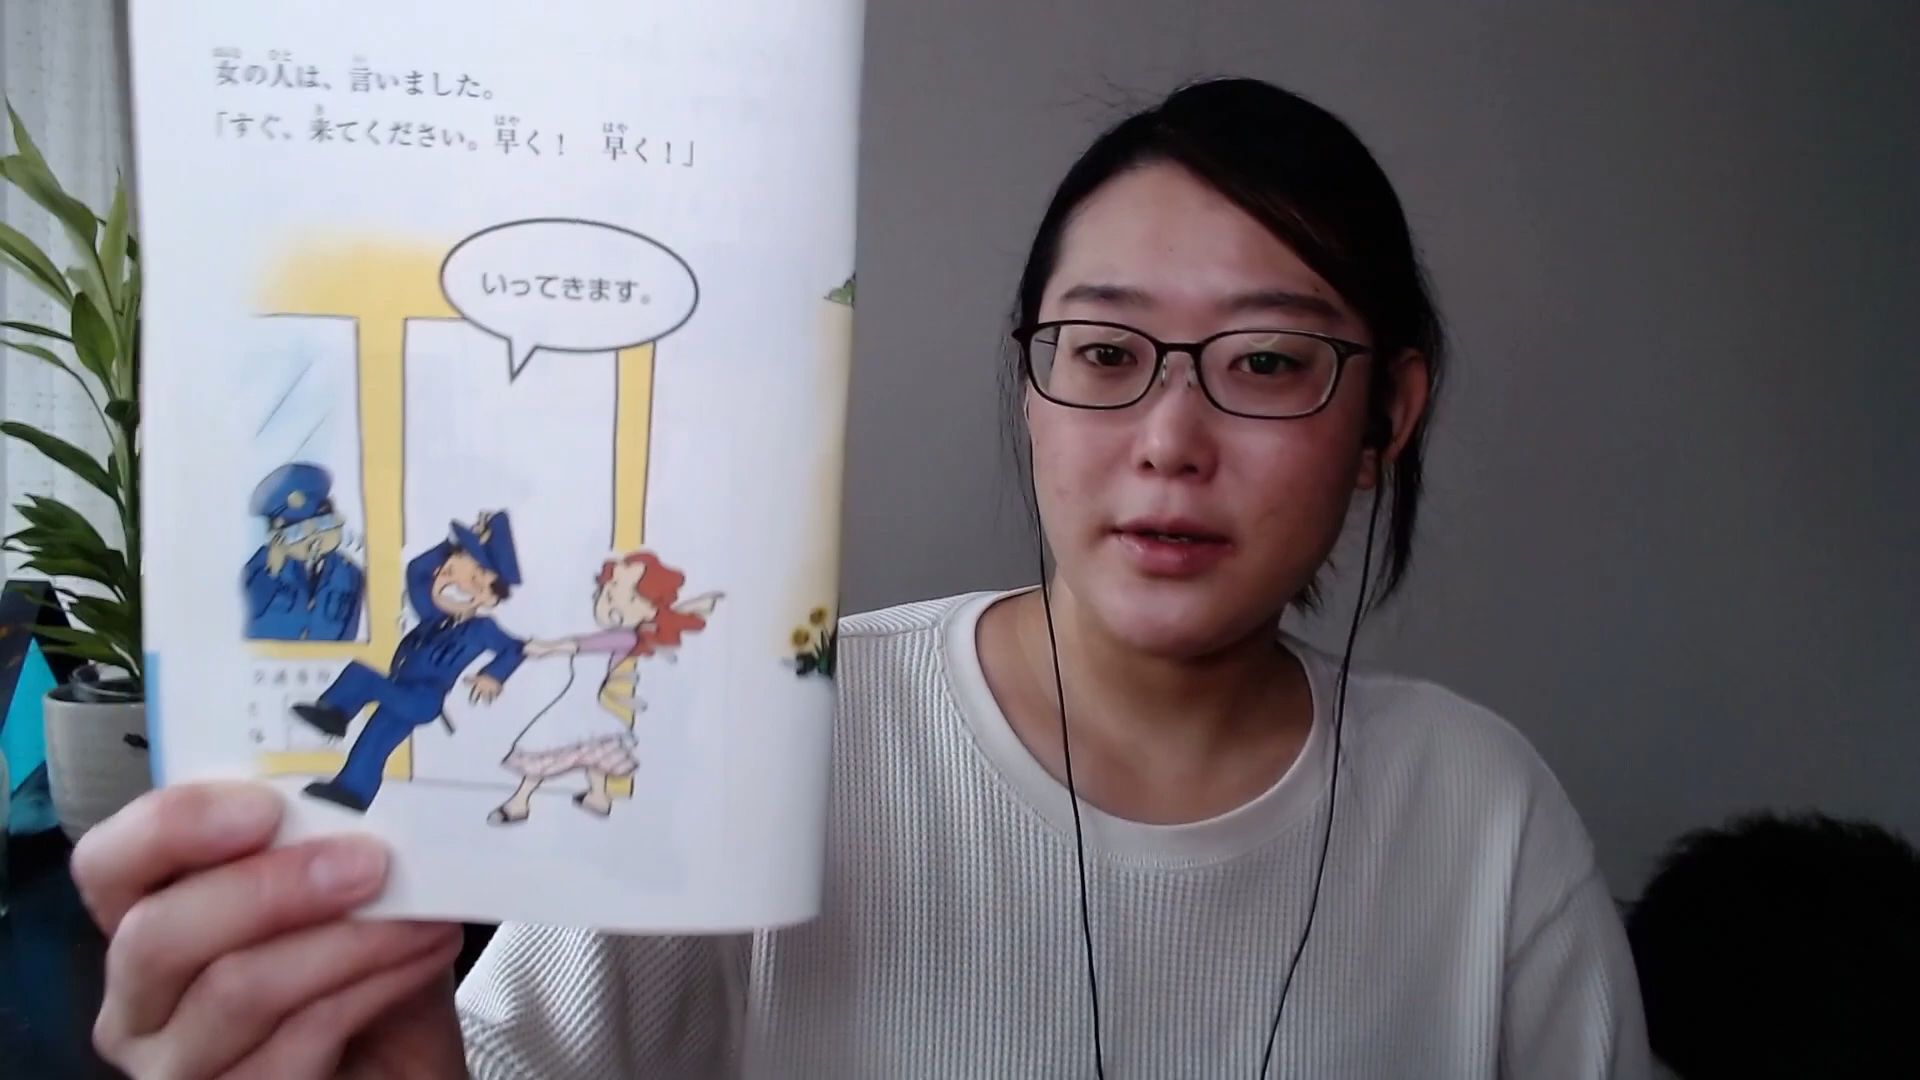 女の人は、言いました。
「すぐ、来てください。早く！　早く！」
いってきます。